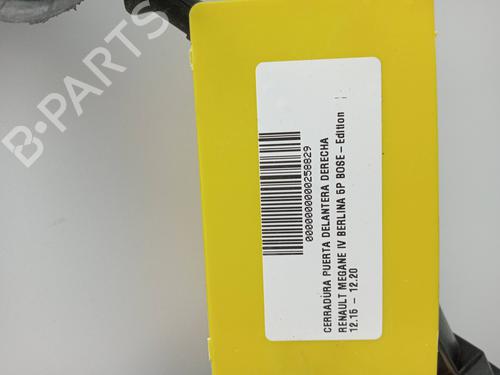 B-PARTS
0000000000258829
CERRADURA PUERTA DELANTERA DERECHA
RENAULT MEGANE IV BERLINA 5P BOSE-Edition
12.15 - 12.20